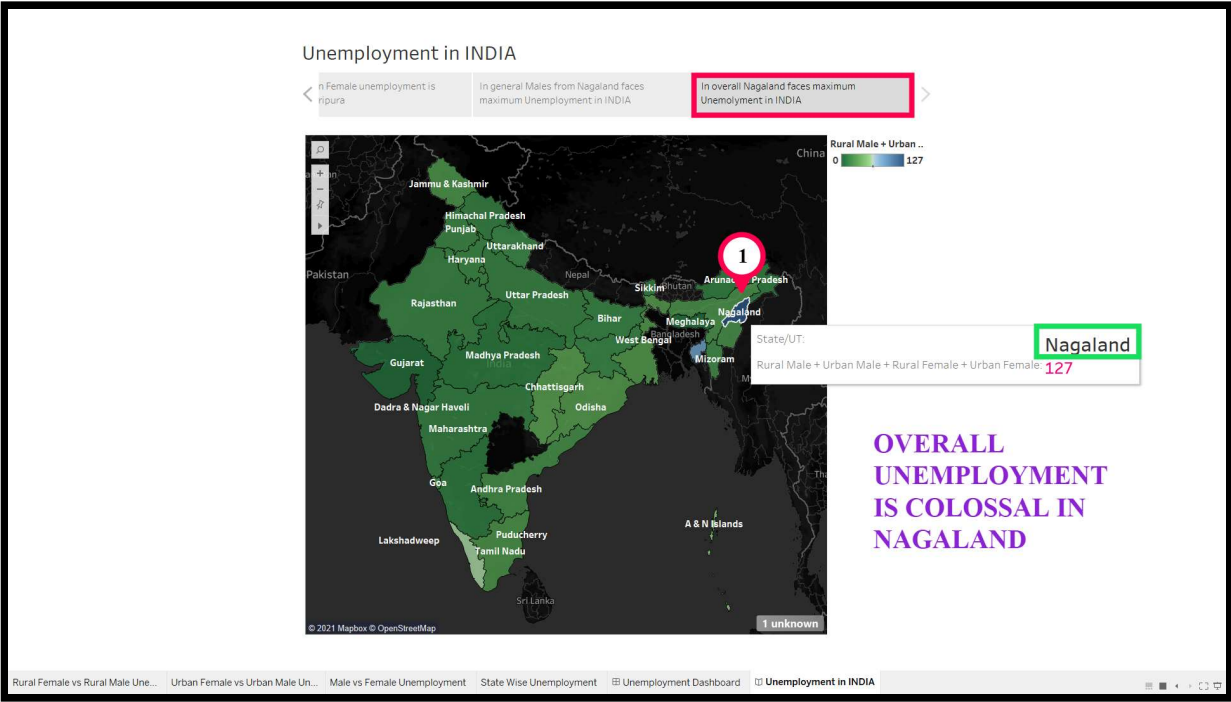 Unemployment in INDIA
n Female unemployment is
ripura
In general Males from Nagaland faces
maximum Unemployment in INDIA
In overall Nagaland faces maximum
Unemolyment in INDIA
China
Rural Male + Urban ..
0 127
Jammu & Kashmir
Himachal Pradesh
Punjab
Uttarakhand
Haryana
1
Pakistan
Nepal
Sikkim
Bhutan
Pradesh
Rajasthan
Uttar Pradesh
Nagaland
Bihar
Meghalaya
Bangladesh
West Bengal
Mizoram
State/UT: Nagaland
Rural Male + Urban Male + Rural Female + Urban Female: 127
Gujarat
Madhya Pradesh
India
Chhattisgarh
Dadra & Nagar Haveli
Odisha
Maharashtra
OVERALL
UNEMPLOYMENT
IS COLOSSAL IN
NAGALAND
Goa
Andhra Pradesh
A & N Islands
Lakshadweep
Puducherry
Tamil Nadu
Sri Lanka
© 2021 Mapbox © OpenStreetMap
1 unknown
Rural Female vs Rural Male Une... Urban Female vs Urban Male Un... Male vs Female Unemployment State Wise Unemployment Unemployment Dashboard Unemployment in INDIA